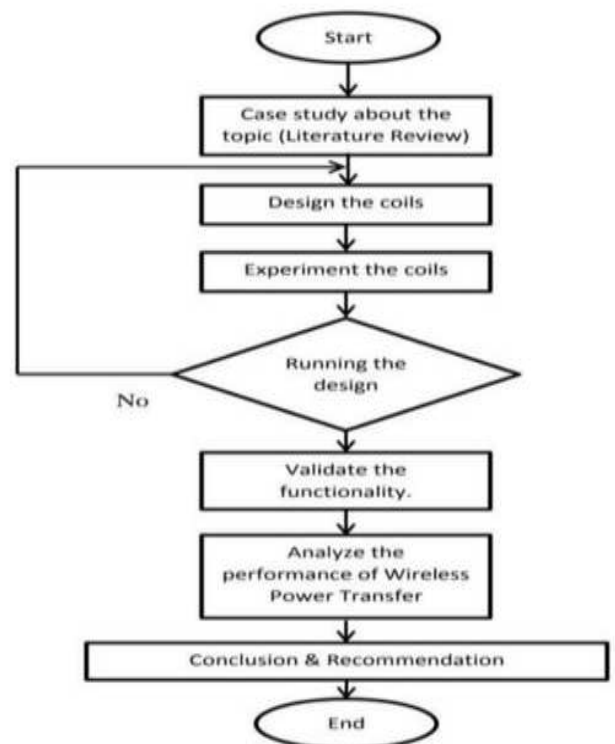 Start
Case study about the
topic (Literature Review)
Design the coils
Experiment the coils
Running the
design
No
Validate the
functionality.
Analyze the
performance of Wireless
Power Transfer
Conclusion & Recommendation
End